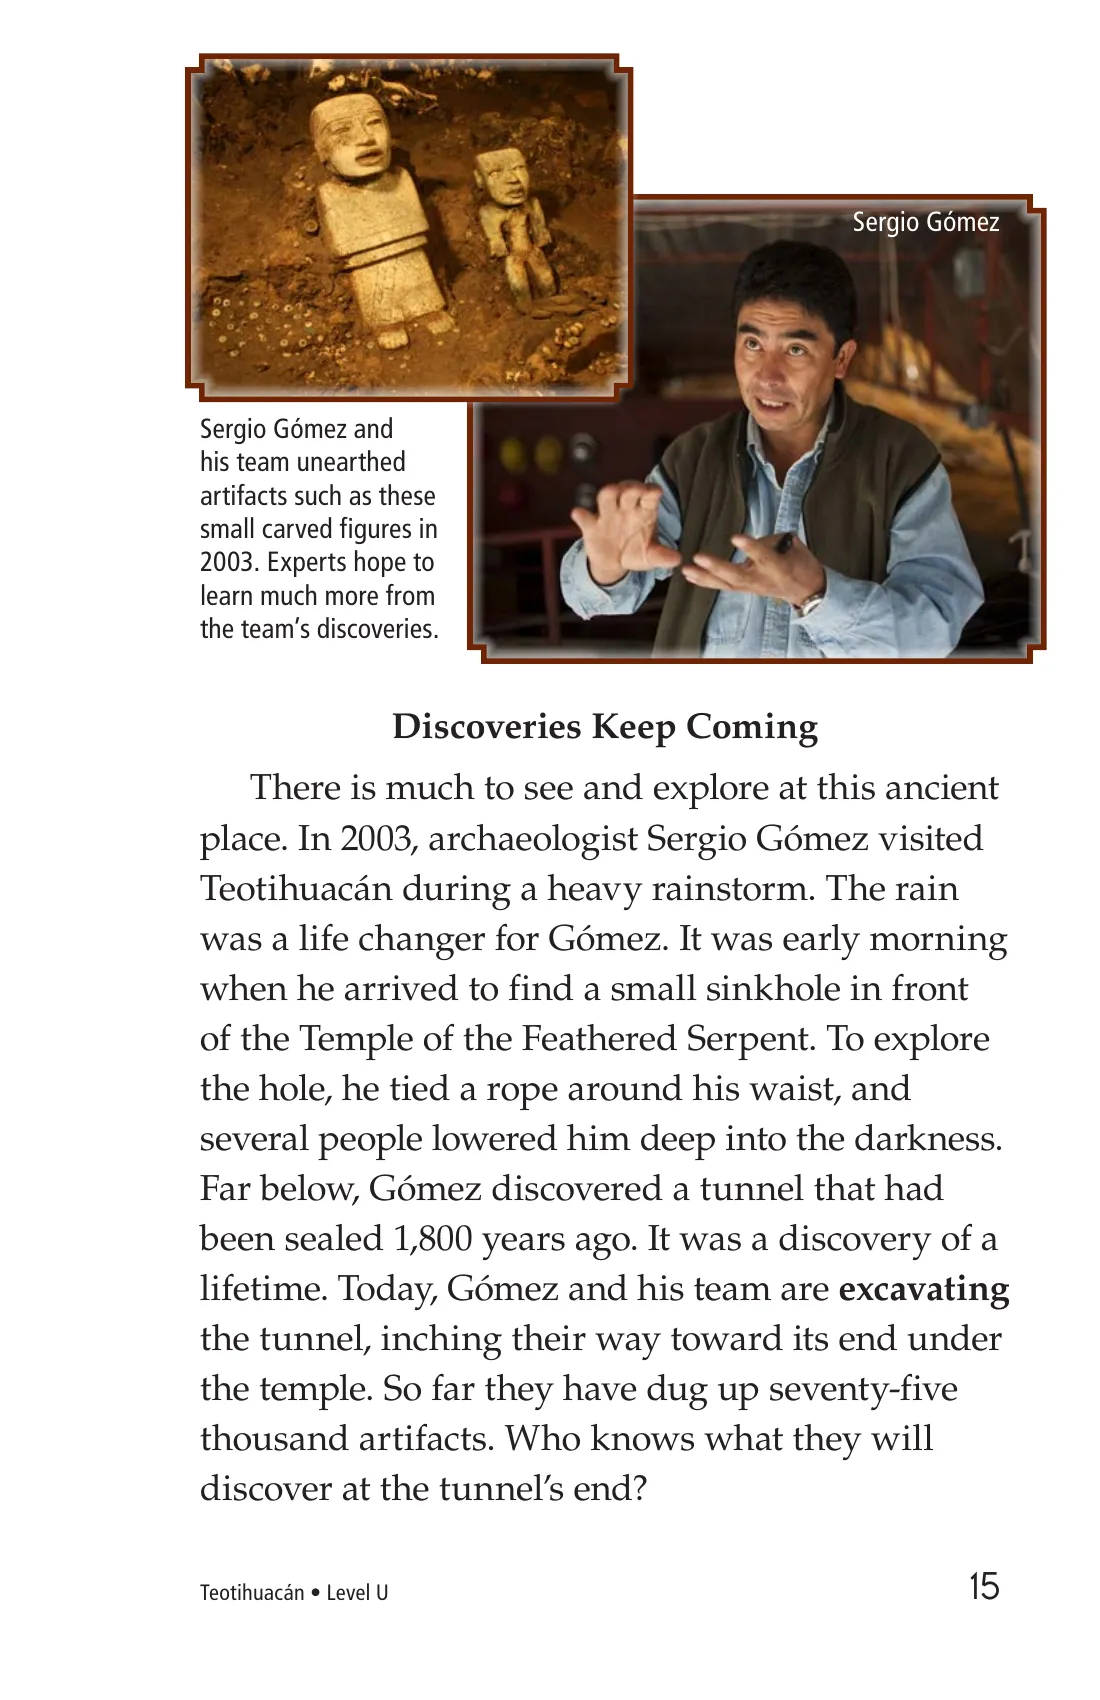 Sergio Gómez
Sergio Gómez and
his team unearthed
artifacts such as these
small carved figures in
2003. Experts hope to
learn much more from
the team’s discoveries.
Discoveries Keep Coming
There is much to see and explore at this ancient
place. In 2003, archaeologist Sergio Gómez visited
Teotihuacán during a heavy rainstorm. The rain
was a life changer for Gómez. It was early morning
when he arrived to find a small sinkhole in front
of the Temple of the Feathered Serpent. To explore
the hole, he tied a rope around his waist, and
several people lowered him deep into the darkness.
Far below, Gómez discovered a tunnel that had
been sealed 1,800 years ago. It was a discovery of a
lifetime. Today, Gómez and his team are excavating
the tunnel, inching their way toward its end under
the temple. So far they have dug up seventy-five
thousand artifacts. Who knows what they will
discover at the tunnel’s end?
Teotihuacán • Level U
15